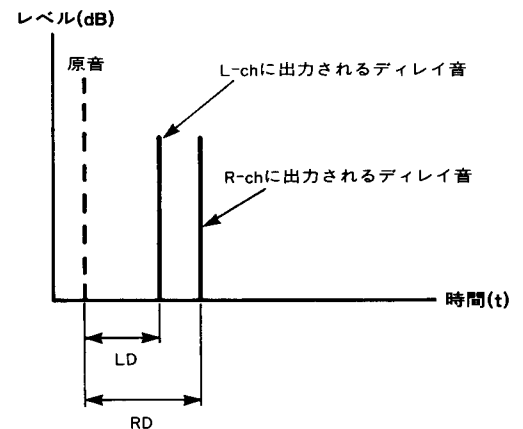 レベル(dB)
原音
L-chに出力されるディレイ音
R-chに出力されるディレイ音
時間(t)
LD
RD